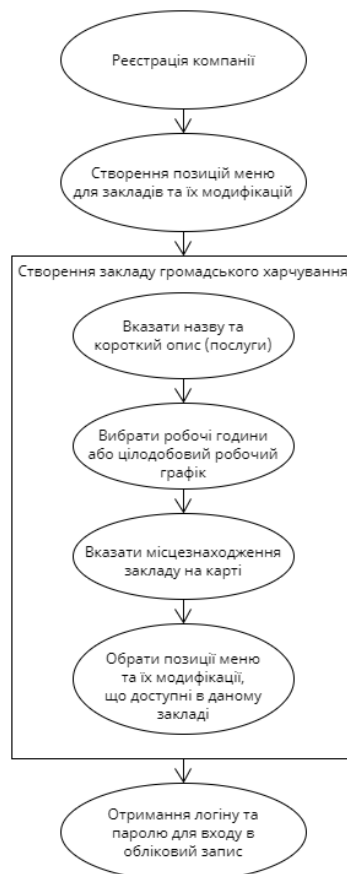 Реєстрація компанії
Створення позицій меню
для закладів та їх модифікацій
Створення закладу громадського харчування
Вказати назву та
короткий опис (послуги)
Вибрати робочі години
або цілодобовий робочий
графік
Вказати місцезнаходження
закладу на карті
Обрати позиції меню
та їх модифікації,
що доступні в даному
закладі
Отримання логіну та
паролю для входу в
обліковий запис